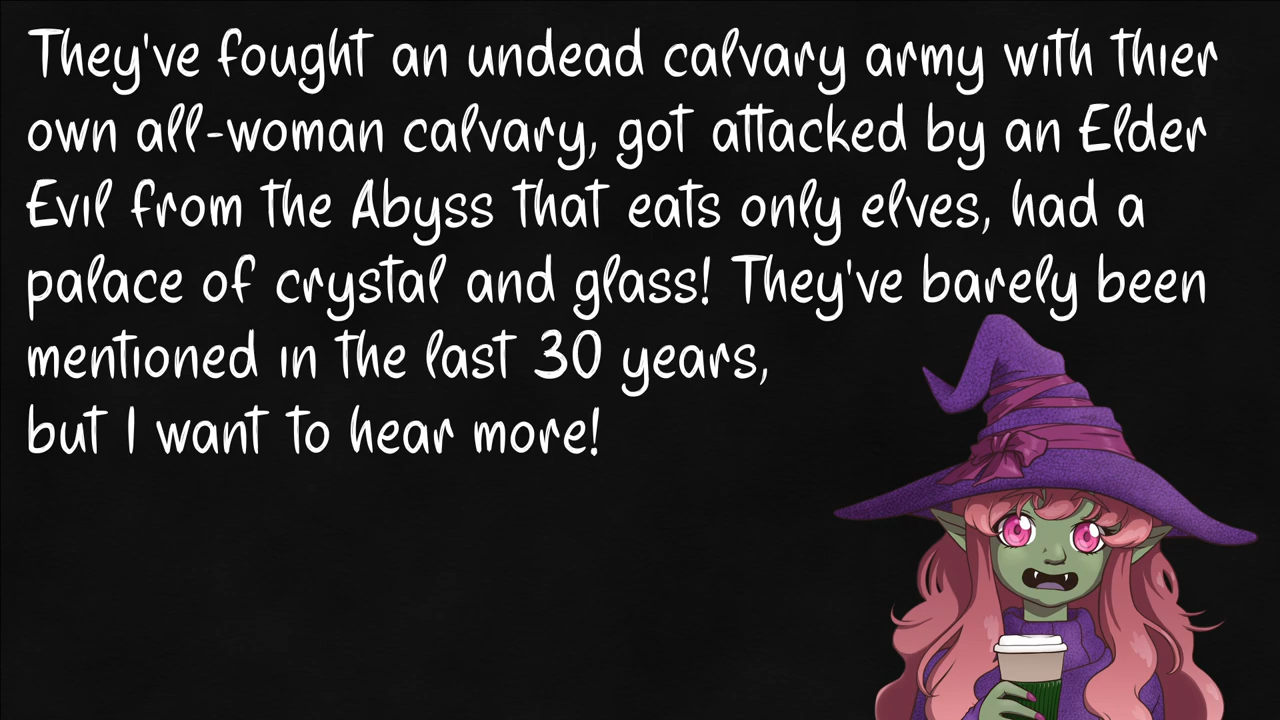 They've fought an undead calvary army with thier
own all-woman calvary, got attacked by an Elder
Evil from the Abyss that eats only elves, had a
palace of crystal and glass! They've barely been
mentioned in the last 30 years,
but I want to hear more!